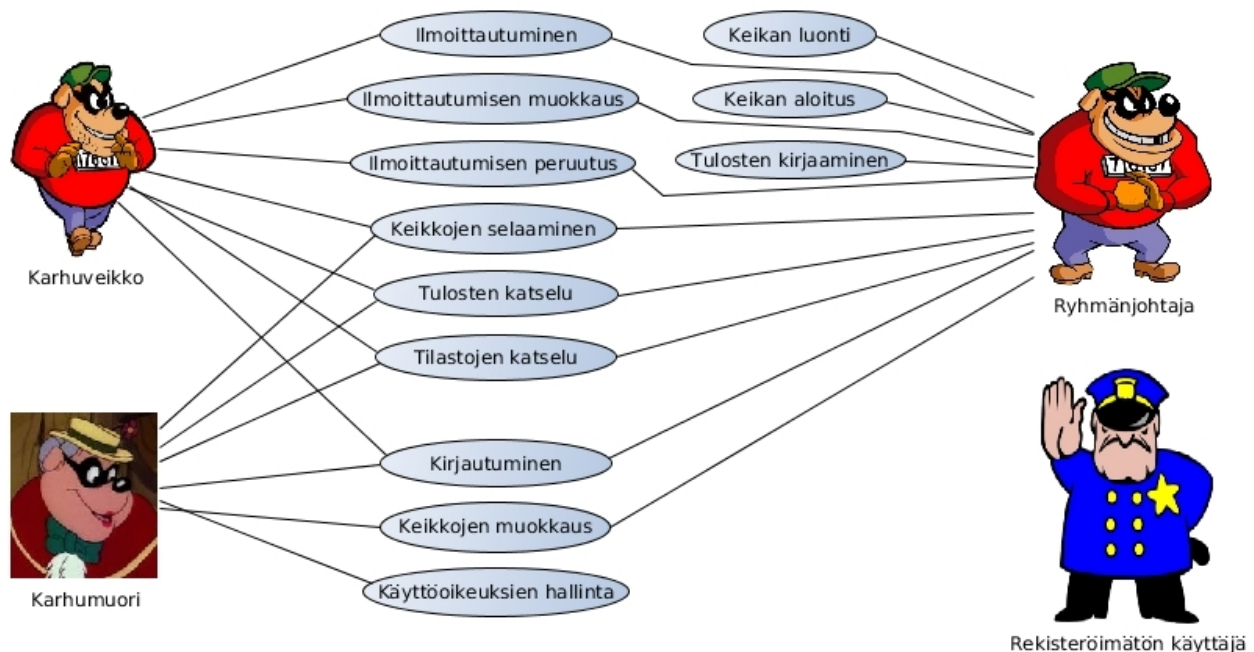 Ilmoittautuminen
Keikan luonti
Ilmoittautumisen muokkaus
Keikan aloitus
Ilmoittautumisen peruutus
Tulosten kirjaaminen
Keikkojen selaaminen
Karhuveikko
Tulosten katselu
Ryhmänjohtaja
Tilastojen katselu
Kirjautuminen
Keikkojen muokkaus
Käyttöoikeuksien hallinta
Karhumuori
Rekisteröimätön käyttäjä